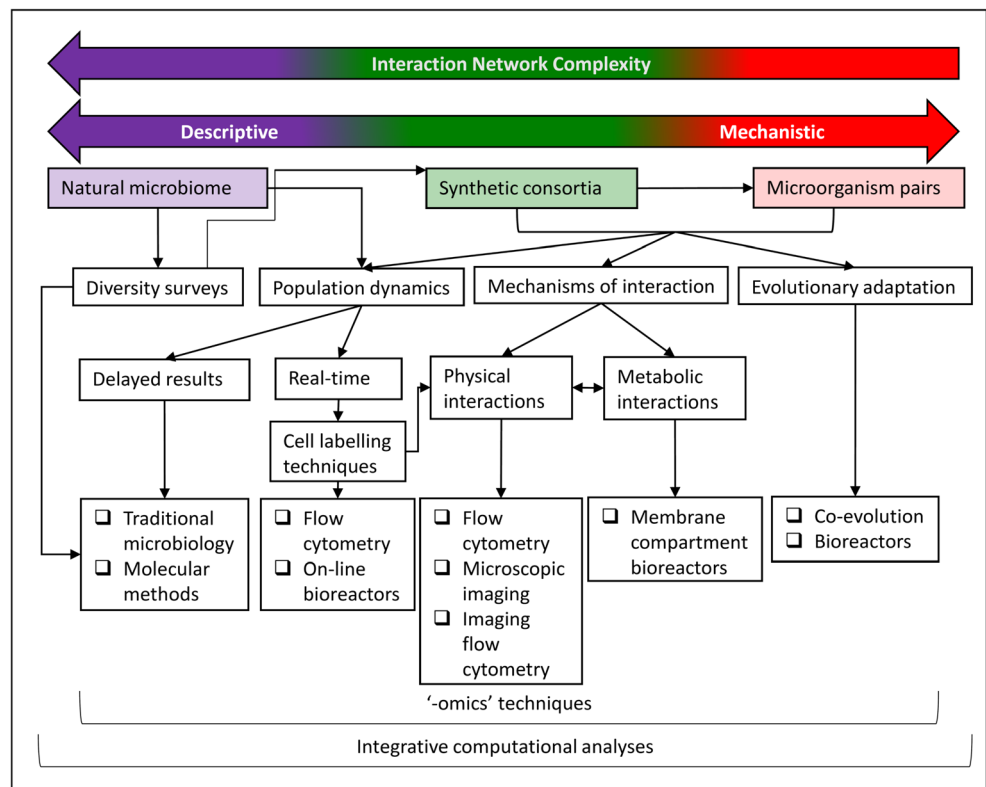 Interaction Network Complexity
Descriptive
Mechanistic
Natural microbiome
Synthetic consortia
Microorganism pairs
Diversity surveys
Population dynamics
Mechanisms of interaction
Evolutionary adaptation
Delayed results
Real-time
Physical
interactions
Metabolic
interactions
Cell labelling
techniques
❑ Traditional
microbiology
❑ Molecular
methods
❑ Flow
cytometry
❑ On-line
bioreactors
❑ Flow
cytometry
❑ Microscopic
imaging
❑ Imaging
flow
cytometry
❑ Membrane
compartment
bioreactors
❑ Co-evolution
❑ Bioreactors
‘-omics’ techniques
Integrative computational analyses